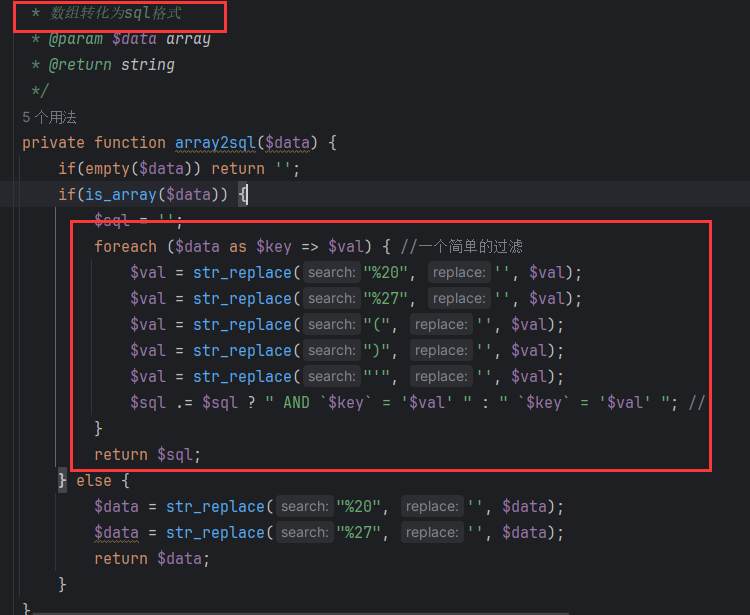 * 数组转化为sql格式
* @param $data array
* @return string
*/
5 个用法
private function array2sql($data) {
if(empty($data)) return '';
if(is_array($data)) {
$sql = '';
foreach ($data as $key => $val) { //一个简单的过滤
$val = str_replace( search: "%20", replace: '', $val);
$val = str_replace( search: "%27", replace: '', $val);
$val = str_replace( search: "(", replace: '', $val);
$val = str_replace( search: ")", replace: '', $val);
$val = str_replace( search: "'", replace: '', $val);
$sql .= $sql ? " AND `$key` = '$val' " : " `$key` = '$val' "; //
}
return $sql;
} else {
$data = str_replace( search: "%20", replace: '', $data);
$data = str_replace( search: "%27", replace: '', $data);
return $data;
}
}